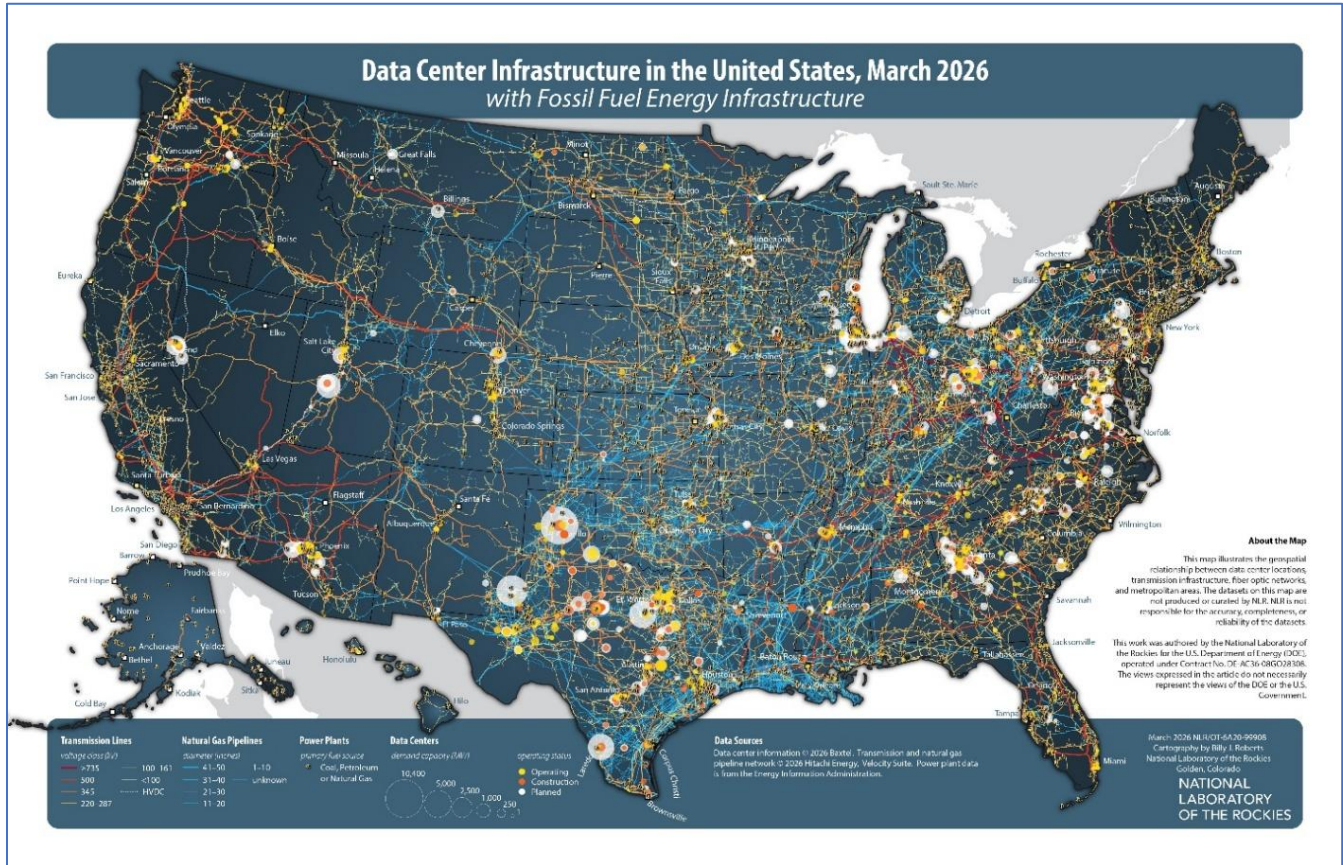 Data Center Infrastructure in the United States, March 2026
with Fossil Fuel Energy Infrastructure
Olympia
Spokane
Vancouver
Portland
Salem
Missoula
Great Falls
Helena
Billings
Minot
Bismarck
Fargo
Sault Ste. Marie
Augusta
Burlington
Boston
Rochester
Buffalo
Syracuse
Detroit
New York
Boise
Eureka
Pierre
Sioux
Casper
Cheyenne
Elko
Salt Lake
City
Sacramento
San Francisco
San Jose
Fresno
Denver
Colorado Springs
Des Moines
Topeka
Charleston
Norfolk
Las Vegas
Santa Fe
Flagstaff
Albuquerque
Los Angeles
San Bernardino
San Diego
Phoenix
Tucson
El Paso
Oklahoma City
Memphis
Nashville
Knoxville
Raleigh
Wilmington
Columbia
Savannah
Montgomery
Jackson
Shreveport
Dallas
Austin
San Antonio
Houston
Baton Rouge
Jacksonville
Tallahassee
Orlando
Tampa
Miami
Laredo
Corpus Christi
Brownsville
Barrow
Prudhoe Bay
Point Hope
Nome
Fairbanks
Anchorage
Valdez
Bethel
Juneau
Sitka
Kodiak
Cold Bay
Honolulu
Hilo
About the Map
This map illustrates the geospatial
relationship between data center locations,
transmission infrastructure, fiber optic networks,
and metropolitan areas. The datasets on this map are
not produced or curated by NLR. NLR is not
responsible for the accuracy, completeness, or
reliability of the datasets.
This work was authored by the National Laboratory of
the Rockies for the U.S. Department of Energy (DOE),
operated under Contract No. DE-AC36-08GO28308.
The views expressed in the article do not necessarily
represent the views of the DOE or the U.S.
Government.
Transmission Lines
voltage class (kV)
>735
500
345
220-287
100-161
<100
HVDC
Natural Gas Pipelines
diameter (inches)
41-50
31-40
21-30
11-20
1-10
unknown
Power Plants
primary fuel source
Coal, Petroleum
or Natural Gas
Data Centers
demand capacity (MW)
10,400
5,000
2,500
1,000
250
1
operating status
Operating
Construction
Planned
Data Sources
Data center information © 2026 Baxtel. Transmission and natural gas
pipeline network © 2026 Hitachi Energy, Velocity Suite. Power plant data
is from the Energy Information Administration.
March 2026 NLR/OT-6A20-99908
Cartography by Billy J. Roberts
National Laboratory of the Rockies
Golden, Colorado
NATIONAL
LABORATORY
OF THE ROCKIES